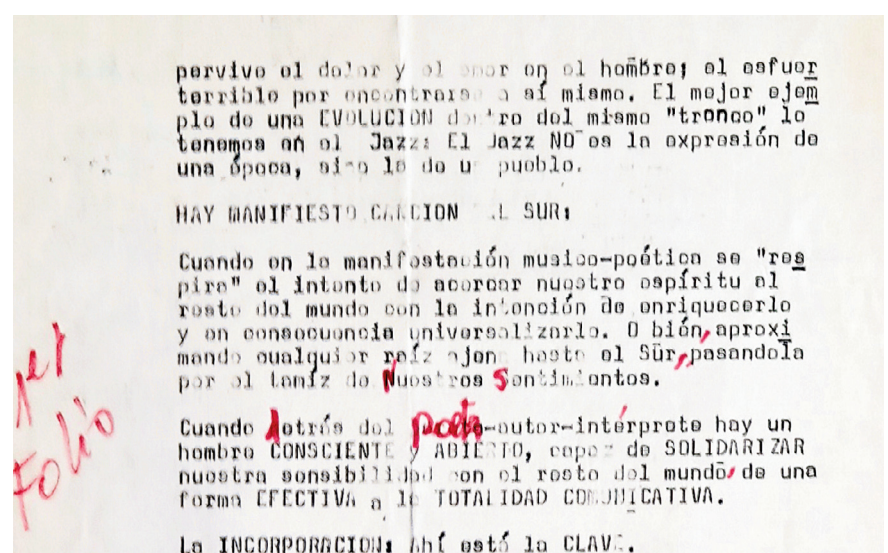 pervive el dolor y el amor en el hombre; el esfuer
terrible por encontrarse a sí mismo. El mejor ejem
plo de una EVOLUCION dentro del mismo "tronco" lo
tenemos en el Jazz: El Jazz NO es la expresión de
una época, sino la de un pueblo.
HAY MANIFIESTO CANCION DEL SUR:
Cuando en la manifestación musico-poética se "res
pira" el intento de acercar nuestro espíritu al
resto del mundo con la intención de enriquecerlo
y en consecuencia universalizarlo. O bién, aproxi
mando cualquier raíz ajena hasta el Sur, pasandola
por el tamíz de Nuestros Sentimientos.
1er
Folio
Cuando detrás del poeta-autor-intérprete hay un
hombre CONSCIENTE y ABIERTO, capaz de SOLIDARIZAR
nuestra sensibilidad con el resto del mundo, de una
forma EFECTIVA a la TOTALIDAD COMUNICATIVA.
La INCORPORACION: Ahí está la CLAVE.